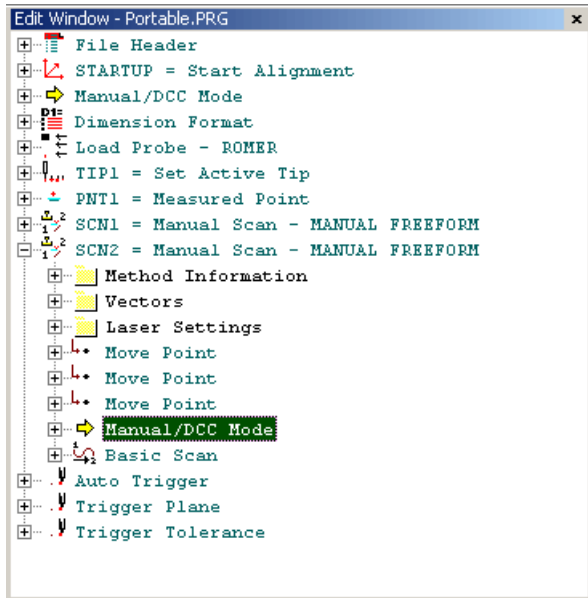 Edit Window - Portable.PRG
File Header
STARTUP = Start Alignment
Manual/DCC Mode
Dimension Format
Load Probe - ROMER
TIP1 = Set Active Tip
PNT1 = Measured Point
SCN1 = Manual Scan - MANUAL FREEFORM
SCN2 = Manual Scan - MANUAL FREEFORM
Method Information
Vectors
Laser Settings
Move Point
Move Point
Move Point
Manual/DCC Mode
Basic Scan
Auto Trigger
Trigger Plane
Trigger Tolerance